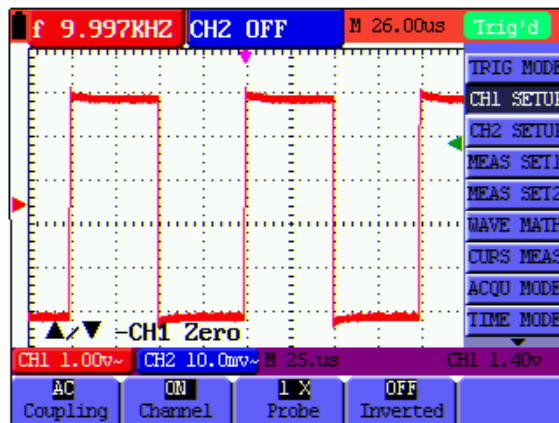 f 9.997KHZ CH2 OFF M 26.00us Trig'd
TRIG MODE
CH1 SETUP
CH2 SETUP
MEAS SET1
MEAS SET2
WAVE MATH
CURS MEAS
ACQU MODE
TIME MODE
▲/▼ -CH1 Zero
CH1 1.00v~ CH2 10.0mv~ M 25.us CH1 1.40v
AC ON 1 X OFF
Coupling Channel Probe Inverted